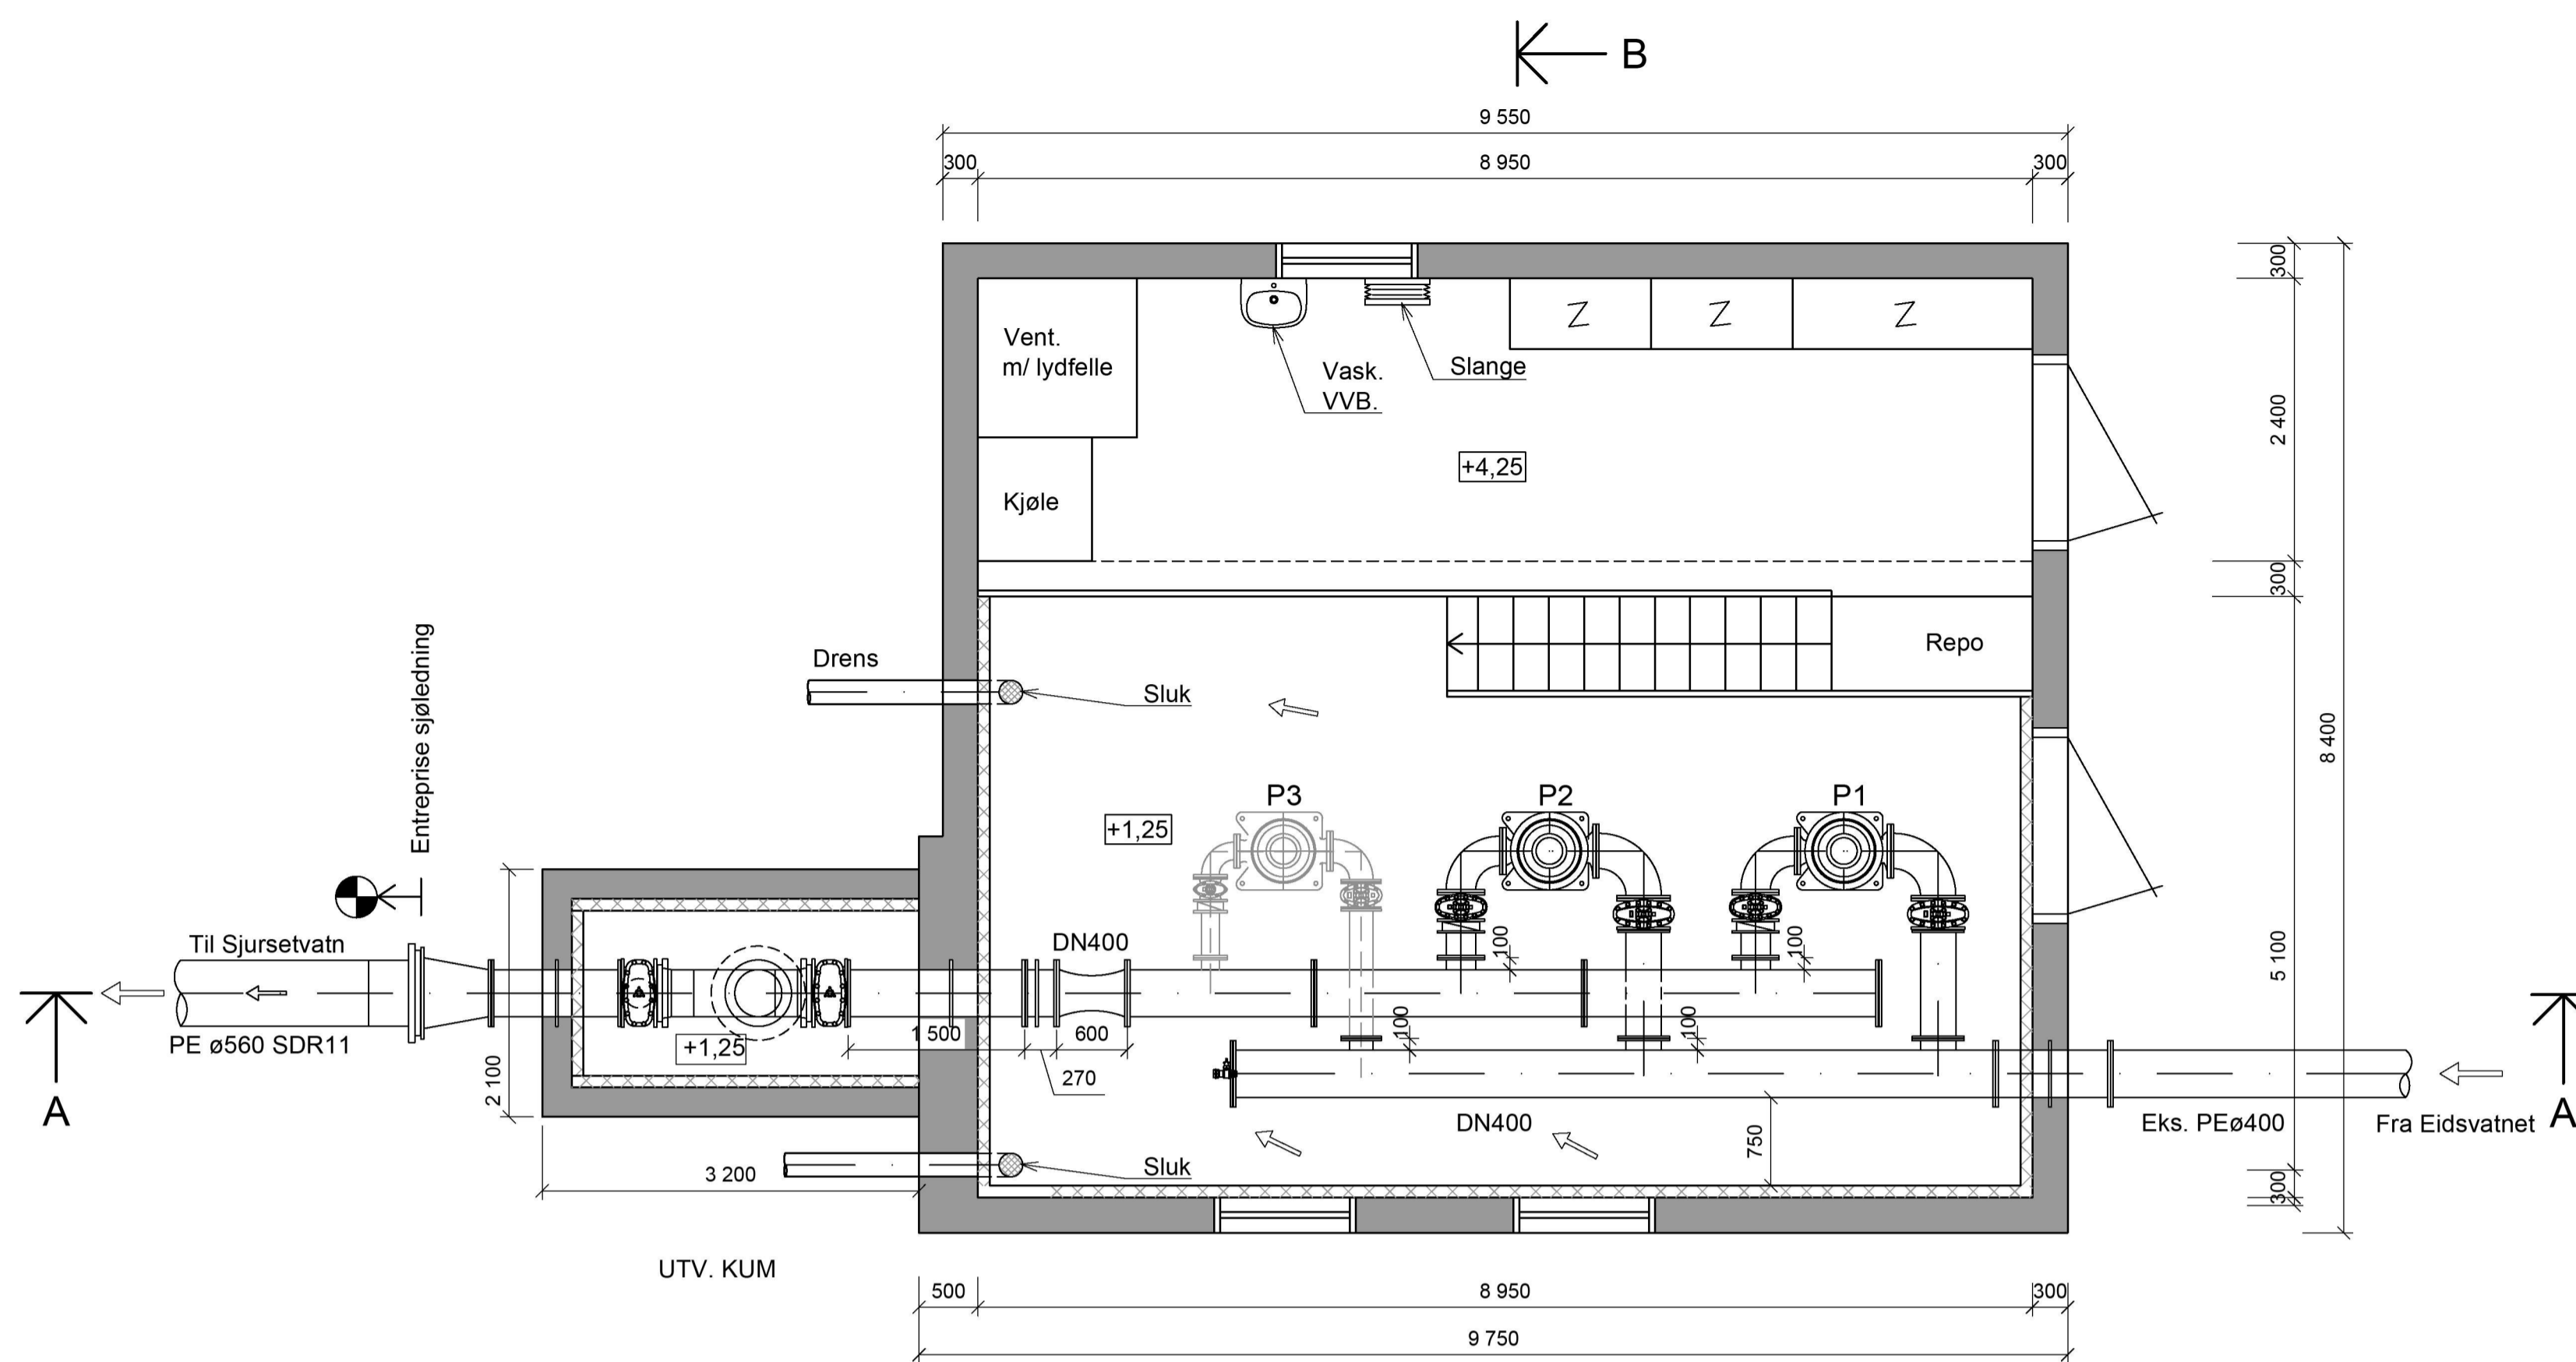 B
9 550
300
8 950
300
300
2 400
300
5 100
300
8 400
Vent.
m/ lydfelle
Vask.
VVB.
Slange
Z
Z
Z
+4,25
Kjøle
Repo
Drens
Sluk
Entreprise sjøledning
P3
P2
P1
+1,25
DN400
100
100
100
100
Til Sjursetvatn
PE ø560 SDR11
+1,25
1 500
600
270
A
2 100
DN400
750
Eks. PEø400
Fra Eidsvatnet
A
3 200
Sluk
UTV. KUM
500
8 950
300
9 750